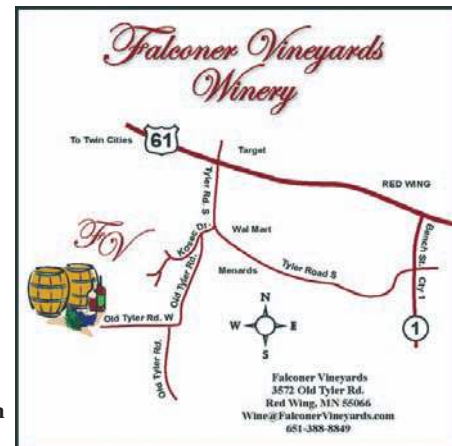 Falconer Vineyards
Winery
To Twin Cities
61
Target
RED WING
Tyler Rd. S
Bench St. Cty 1
FV
Kosec Dr.
Wal Mart
Old Tyler Rd.
Menards
Tyler Road S
N
W E
S
Old Tyler Rd. W
1
Old Tyler Rd.
Falconer Vineyards
3572 Old Tyler Rd.
Red Wing, MN 55066
Wine@FalconerVineyards.com
651-388-8849